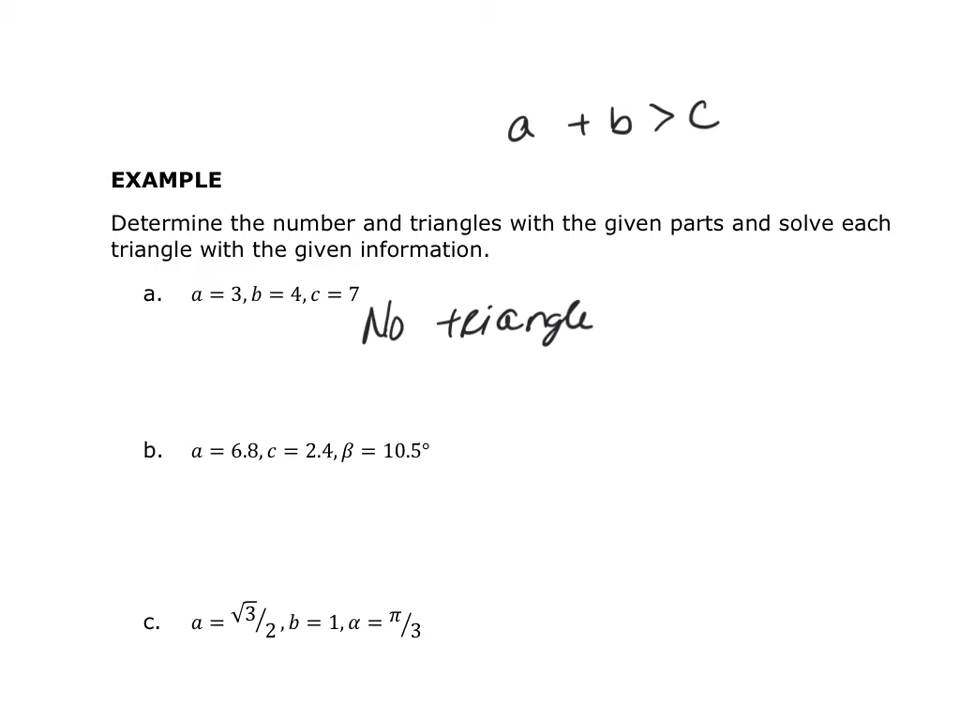 a + b > c
EXAMPLE
Determine the number and triangles with the given parts and solve each
triangle with the given information.
a. a = 3, b = 4, c = 7
No triangle
b. a = 6.8, c = 2.4, β = 10.5°
c. a = √3/2, b = 1, α = π/3